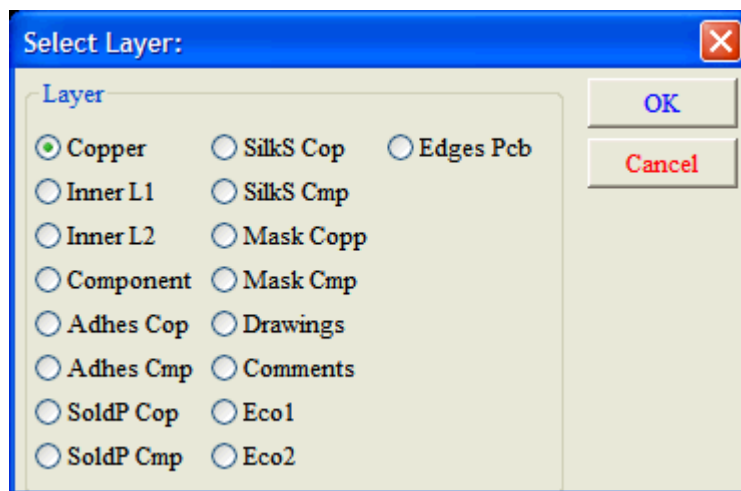 Select Layer:
Layer
Copper
Inner L1
Inner L2
Component
Adhes Cop
Adhes Cmp
SoldP Cop
SoldP Cmp
SilkS Cop
SilkS Cmp
Mask Copp
Mask Cmp
Drawings
Comments
Eco1
Eco2
Edges Pcb
OK
Cancel